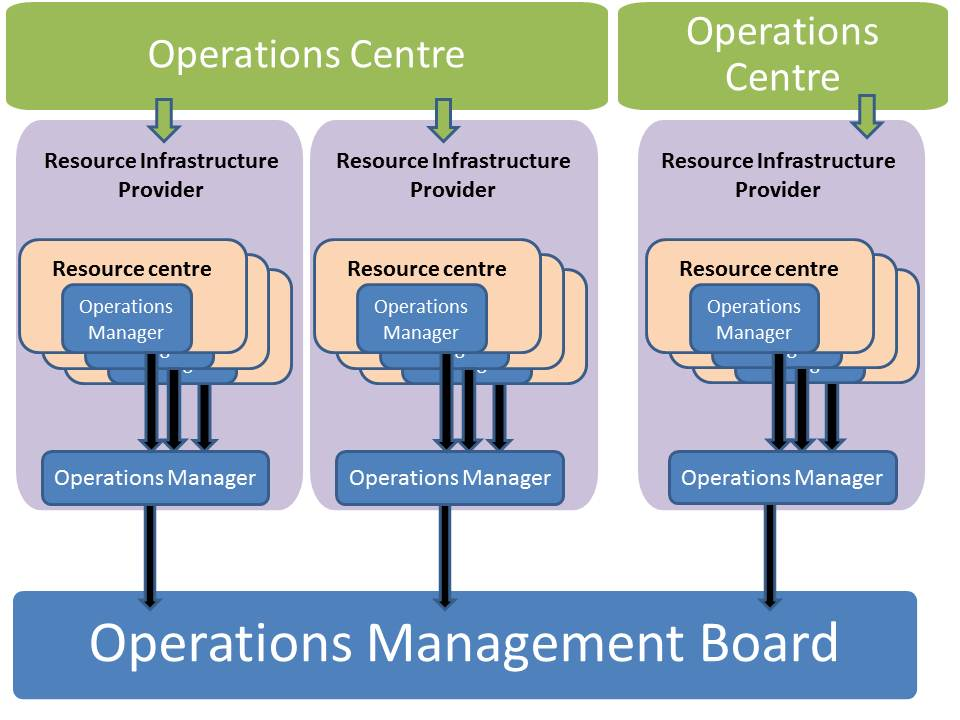 Operations Centre
Operations
Centre
Resource Infrastructure
Provider
Resource Infrastructure
Provider
Resource Infrastructure
Provider
Resource centre
Operations
Manager
Resource centre
Operations
Manager
Resource centre
Operations
Manager
Operations Manager
Operations Manager
Operations Manager
Operations Management Board